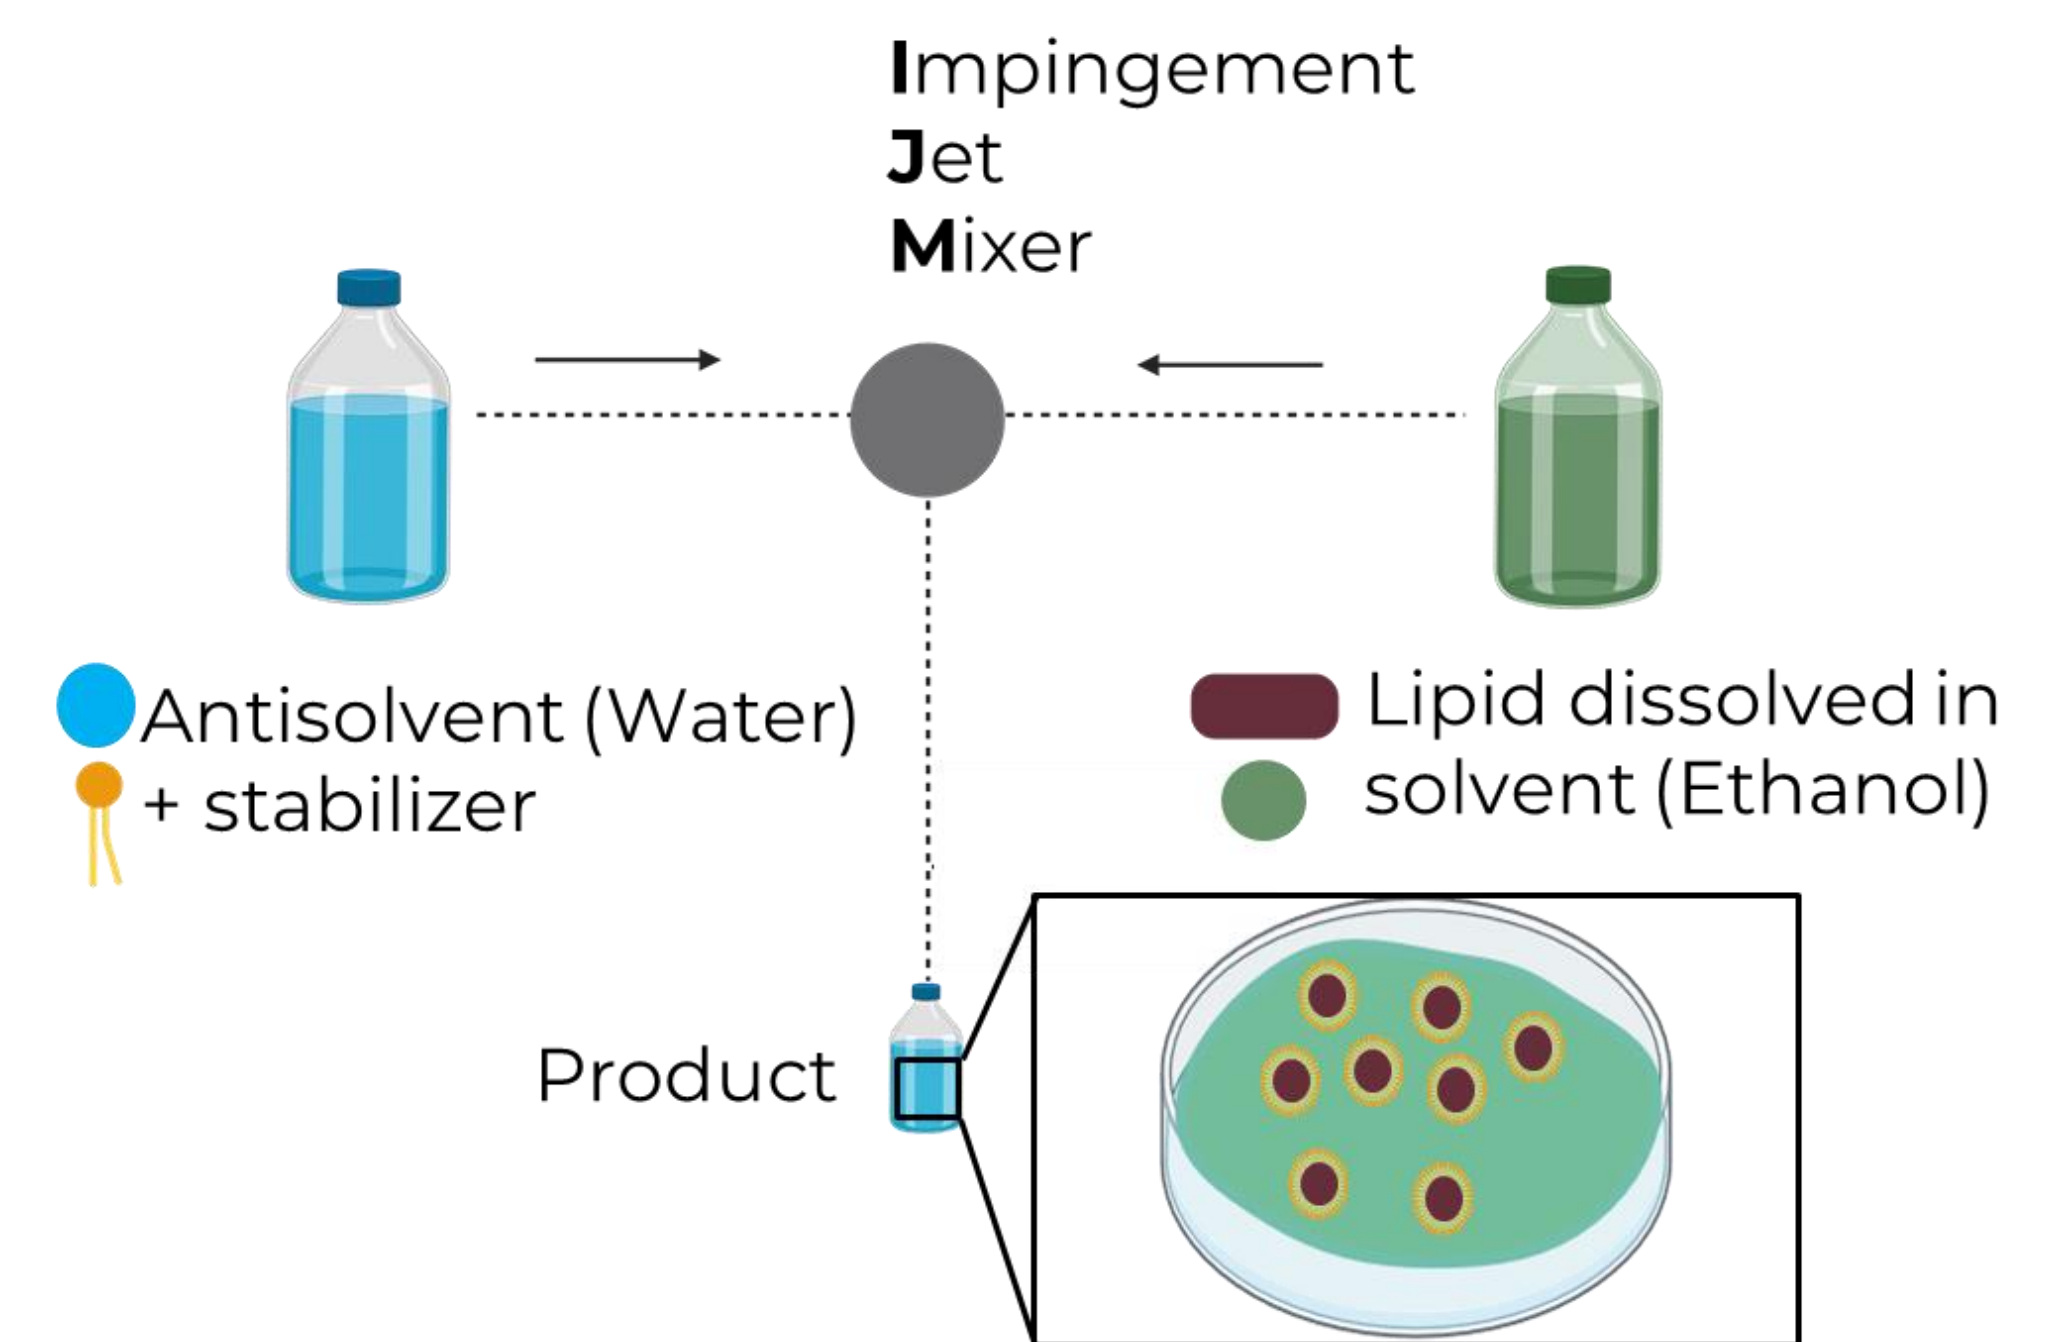 Impingement
Jet
Mixer
Antisolvent (Water)
+ stabilizer
Lipid dissolved in
solvent (Ethanol)
Product